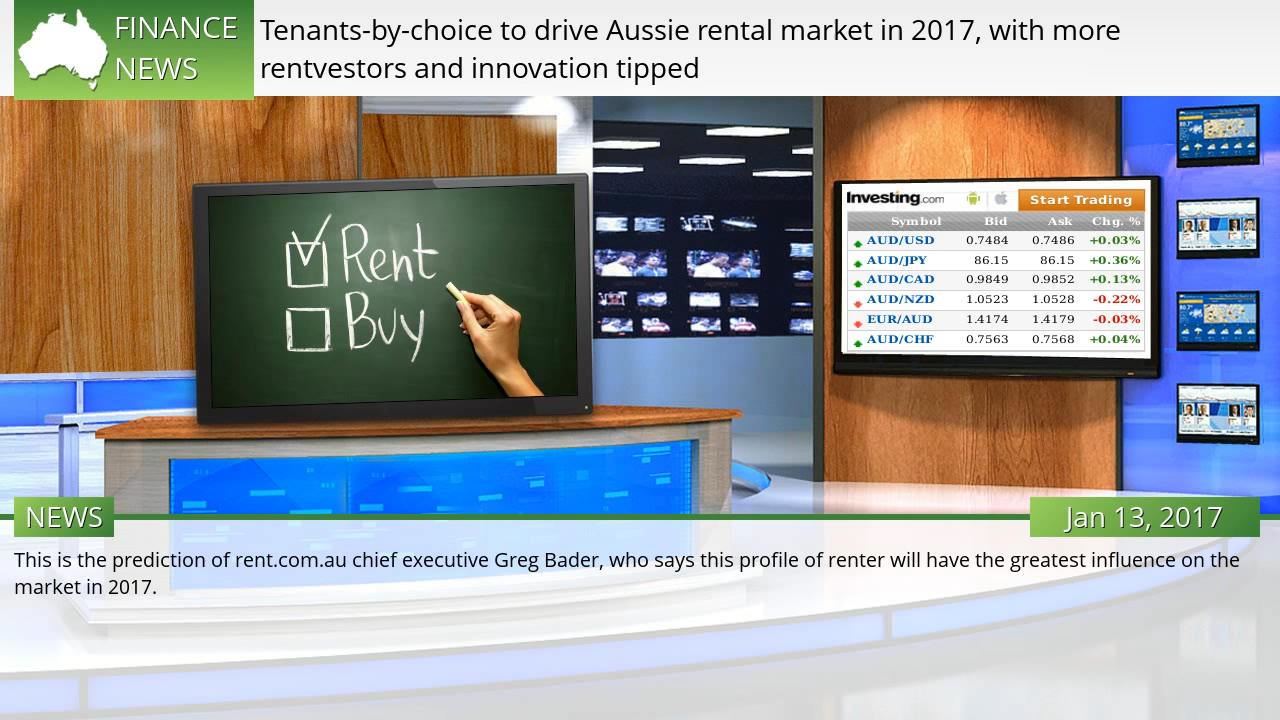 FINANCE
NEWS
Tenants-by-choice to drive Aussie rental market in 2017, with more
rentvestors and innovation tipped
Rent
Buy
Investing.com
Start Trading
Symbol Bid Ask Chg. %
AUD/USD 0.7484 0.7486 +0.03%
AUD/JPY 86.15 86.15 +0.36%
AUD/CAD 0.9849 0.9852 +0.13%
AUD/NZD 1.0523 1.0528 -0.22%
EUR/AUD 1.4174 1.4179 -0.03%
AUD/CHF 0.7563 0.7568 +0.04%
NEWS
Jan 13, 2017
This is the prediction of rent.com.au chief executive Greg Bader, who says this profile of renter will have the greatest influence on the
market in 2017.